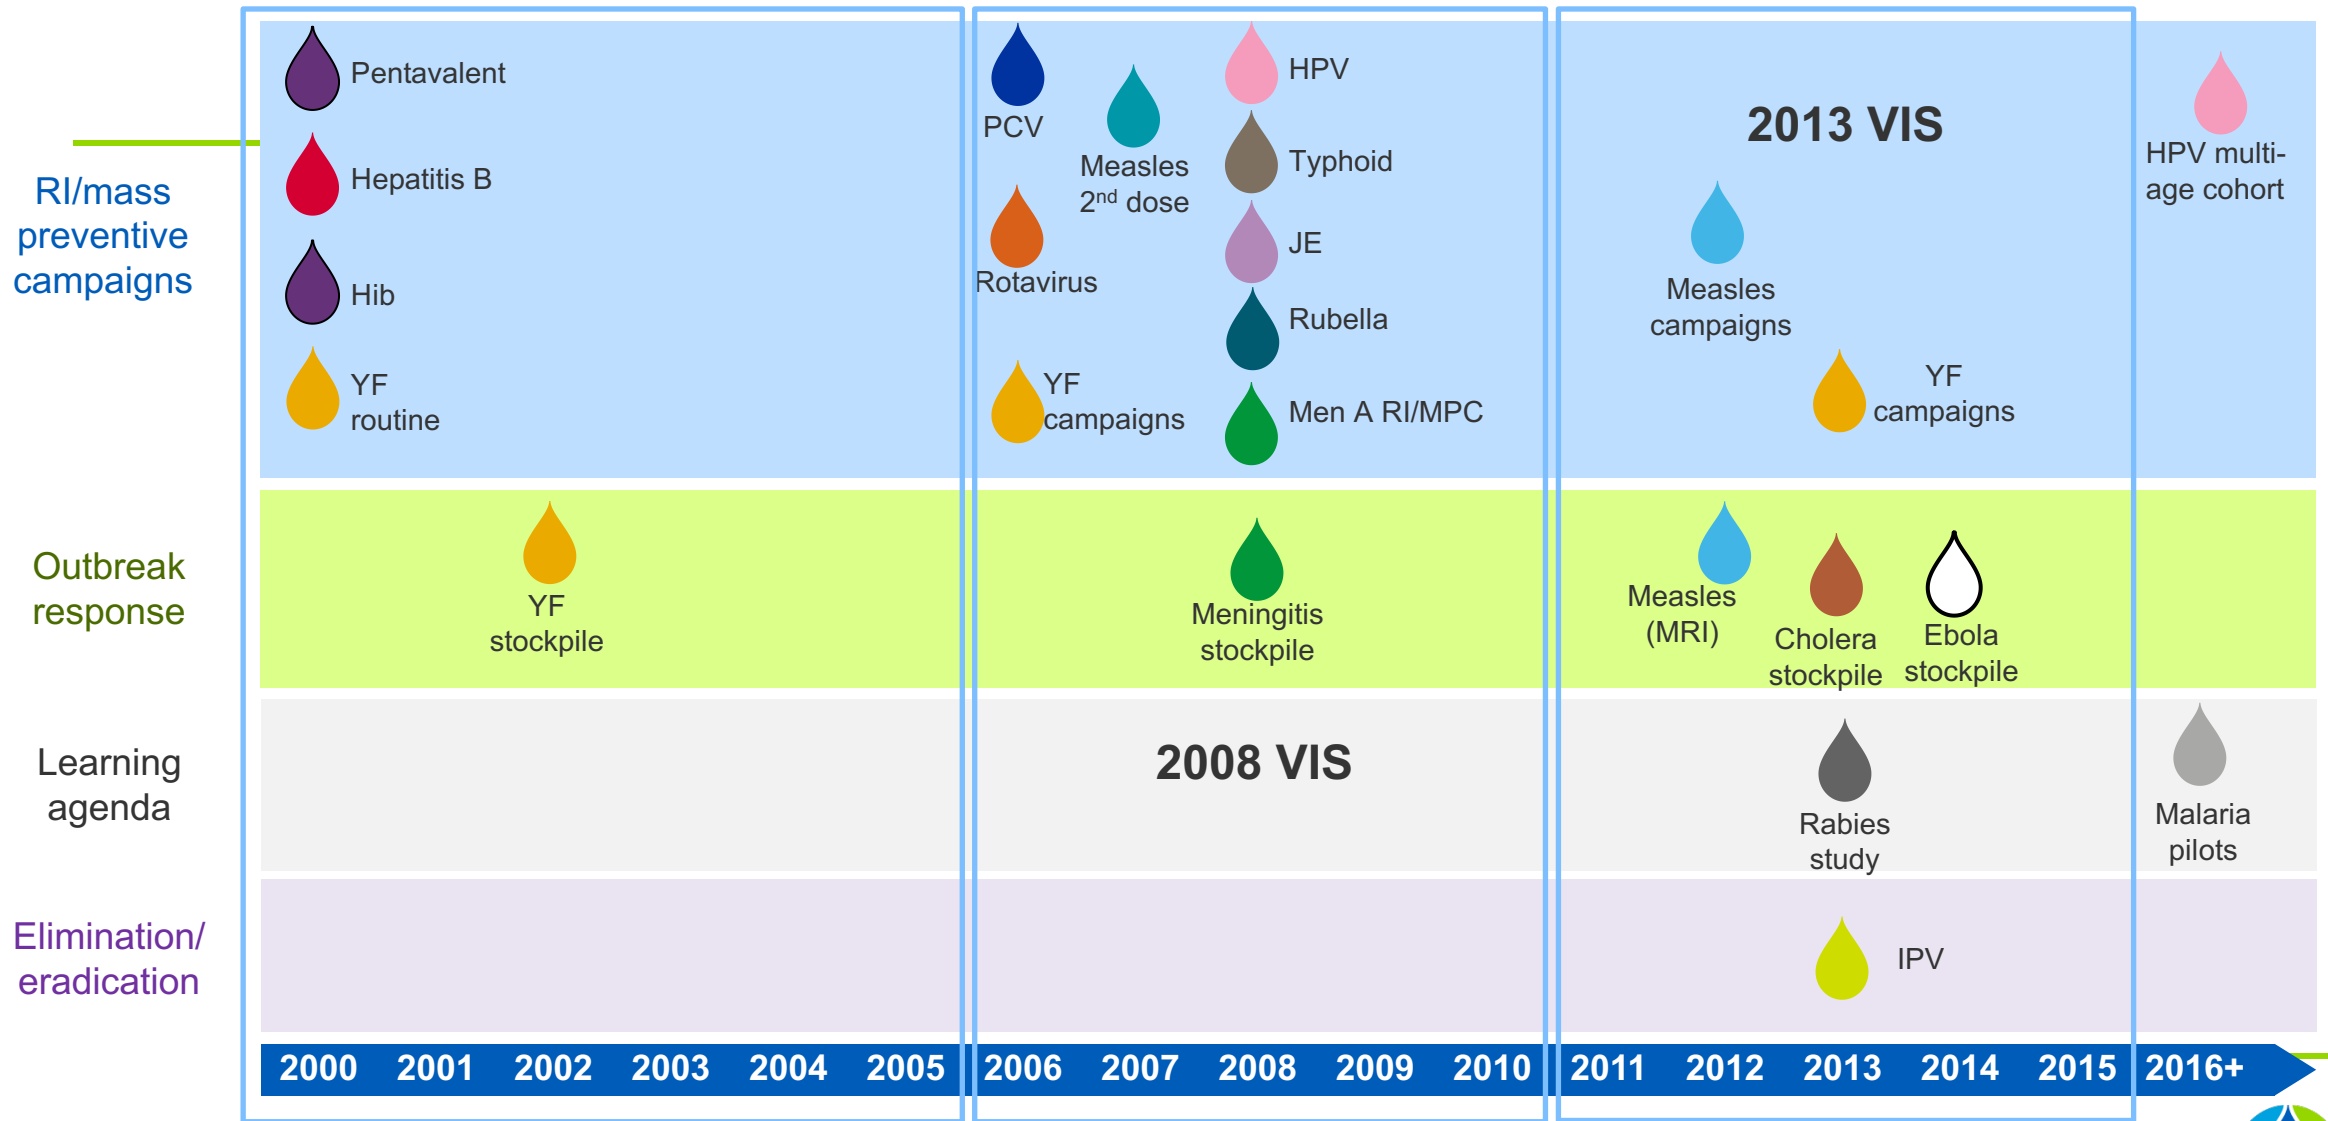 Pentavalent
Hepatitis B
Hib
YF
routine
PCV
Rotavirus
YF
campaigns
Measles
2nd dose
HPV
Typhoid
JE
Rubella
Men A RI/MPC
2013 VIS
Measles
campaigns
YF
campaigns
HPV multi-
age cohort
RI/mass
preventive
campaigns
Outbreak
response
YF
stockpile
Meningitis
stockpile
Measles
(MRI)
Cholera
stockpile
Ebola
stockpile
Learning
agenda
2008 VIS
Rabies
study
Malaria
pilots
Elimination/
eradication
IPV
2000 2001 2002 2003 2004 2005 2006 2007 2008 2009 2010 2011 2012 2013 2014 2015 2016+